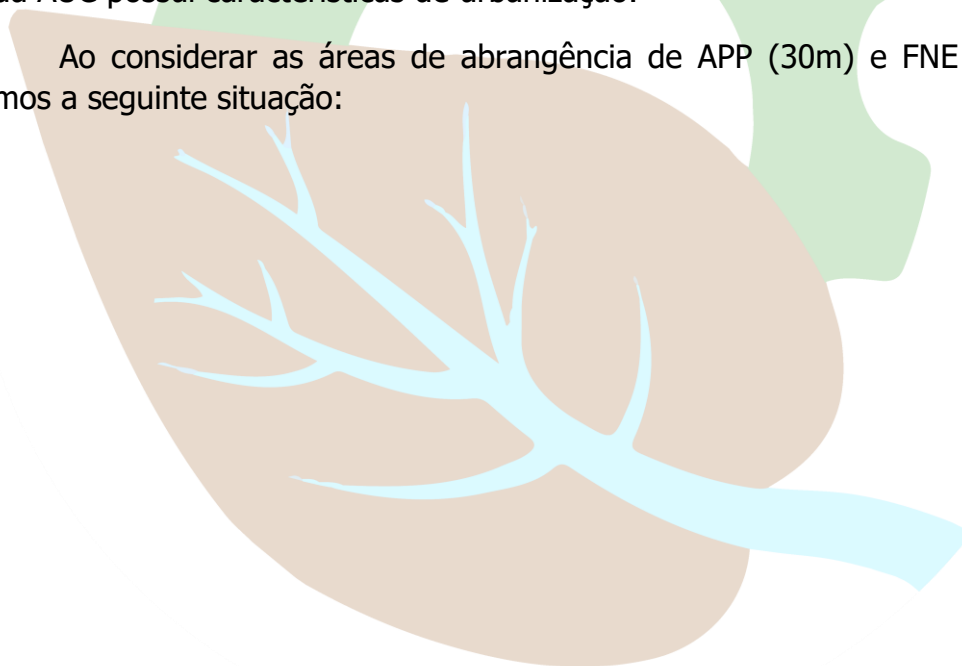 AUC possui características de urbanização.
Ao considerar as áreas de abrangência de APP (30m) e FNE
mos a seguinte situação: